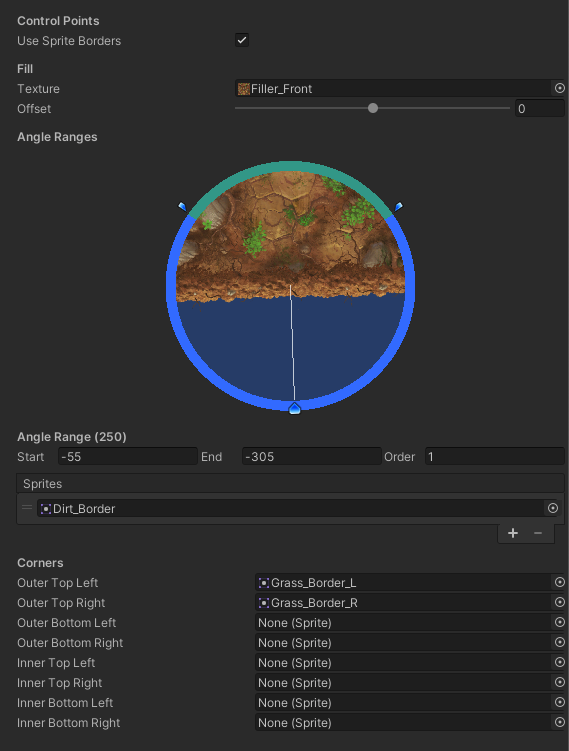 Control Points
Use Sprite Borders
Fill
Texture Filler_Front
Offset 0
Angle Ranges
Angle Range (250)
Start -55 End -305 Order 1
Sprites
Dirt_Border
Corners
Outer Top Left Grass_Border_L
Outer Top Right Grass_Border_R
Outer Bottom Left None (Sprite)
Outer Bottom Right None (Sprite)
Inner Top Left None (Sprite)
Inner Top Right None (Sprite)
Inner Bottom Left None (Sprite)
Inner Bottom Right None (Sprite)